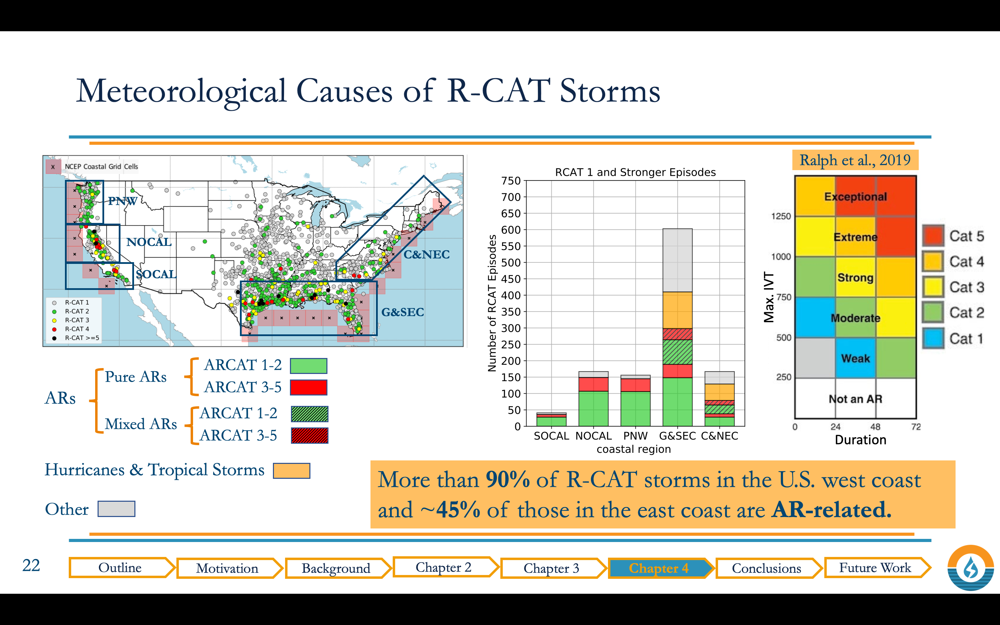 Meteorological Causes of R-CAT Storms
x NCEP Coastal Grid Cells
PNW
NOCAL
SOCAL
C&NEC
G&SEC
R-CAT 1
R-CAT 2
R-CAT 3
R-CAT 4
R-CAT >=5
ARs
Pure ARs
ARCAT 1-2
ARCAT 3-5
Mixed ARs
ARCAT 1-2
ARCAT 3-5
Hurricanes & Tropical Storms
Other
RCAT 1 and Stronger Episodes
Number of RCAT Episodes
750
700
650
600
550
500
450
400
350
300
250
200
150
100
50
0
SOCAL NOCAL PNW G&SEC C&NEC
coastal region
Ralph et al., 2019
Max. IVT
1250
1000
750
500
250
Exceptional
Extreme
Strong
Moderate
Weak
Not an AR
0 24 48 72
Duration
Cat 5
Cat 4
Cat 3
Cat 2
Cat 1
More than 90% of R-CAT storms in the U.S. west coast
and ~45% of those in the east coast are AR-related.
22
Outline
Motivation
Background
Chapter 2
Chapter 3
Chapter 4
Conclusions
Future Work